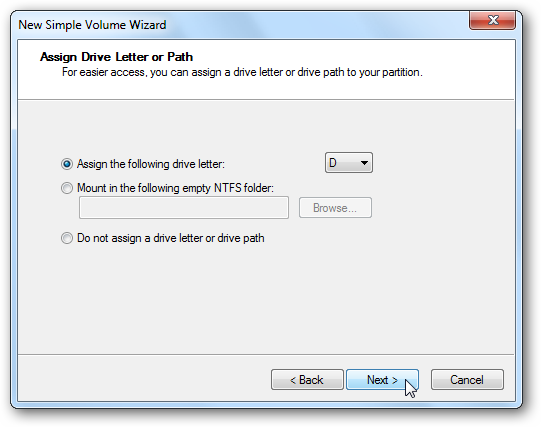 New Simple Volume Wizard
Assign Drive Letter or Path
For easier access, you can assign a drive letter or drive path to your partition.
Assign the following drive letter: D
Mount in the following empty NTFS folder:
Browse...
Do not assign a drive letter or drive path
< Back Next > Cancel